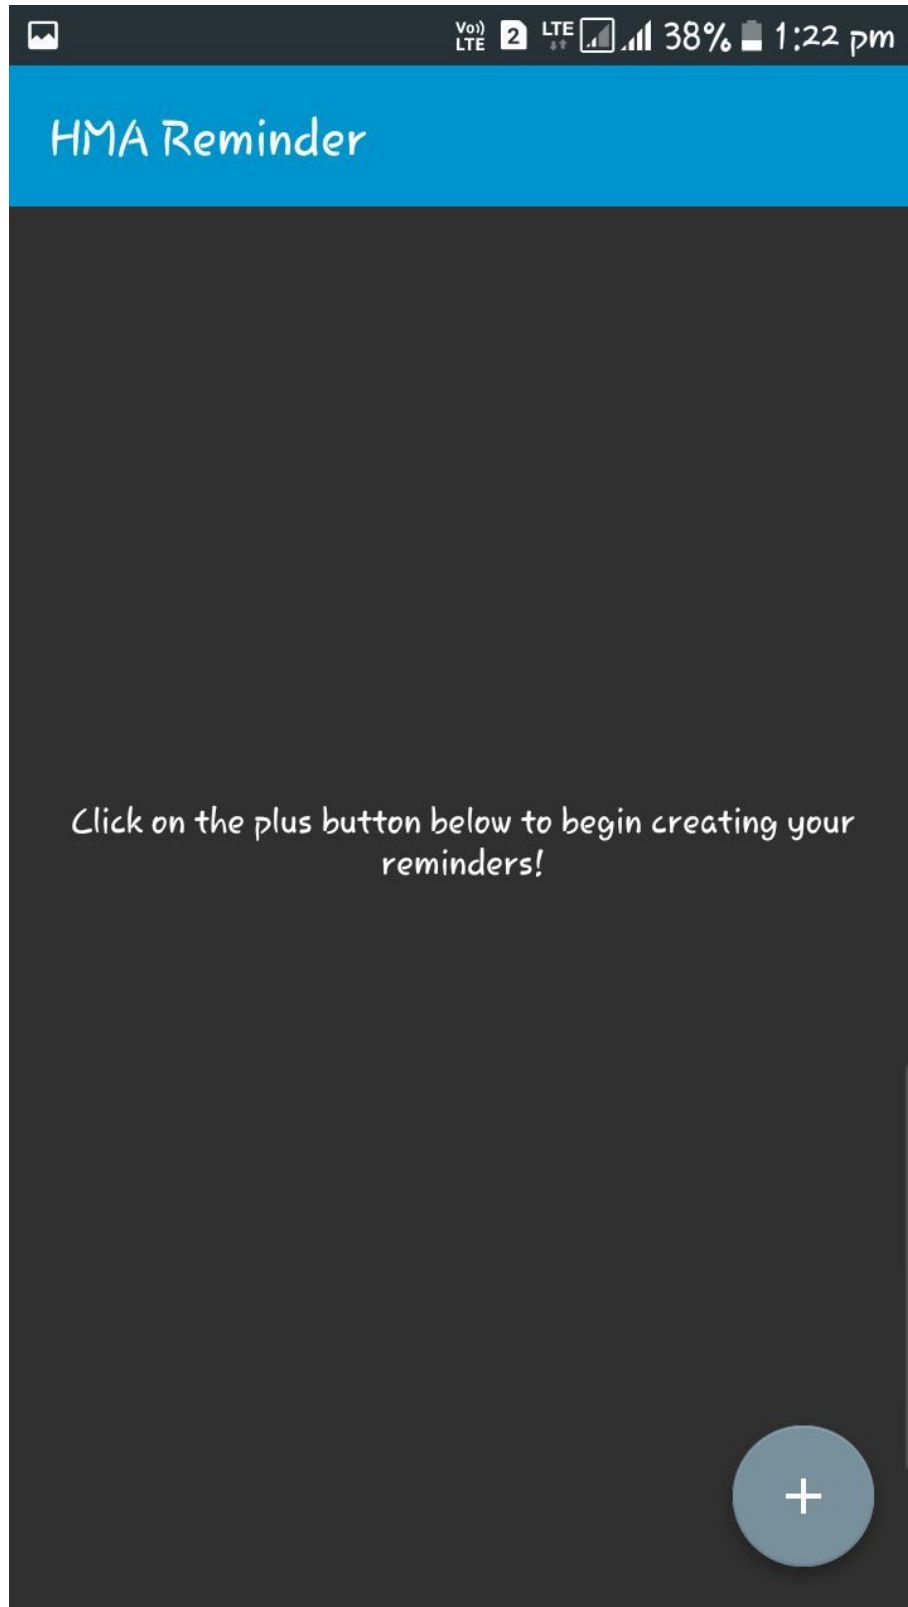 Vo)) LTE 2 LTE 38% 1:22 pm
HMA Reminder
Click on the plus button below to begin creating your
reminders!
+